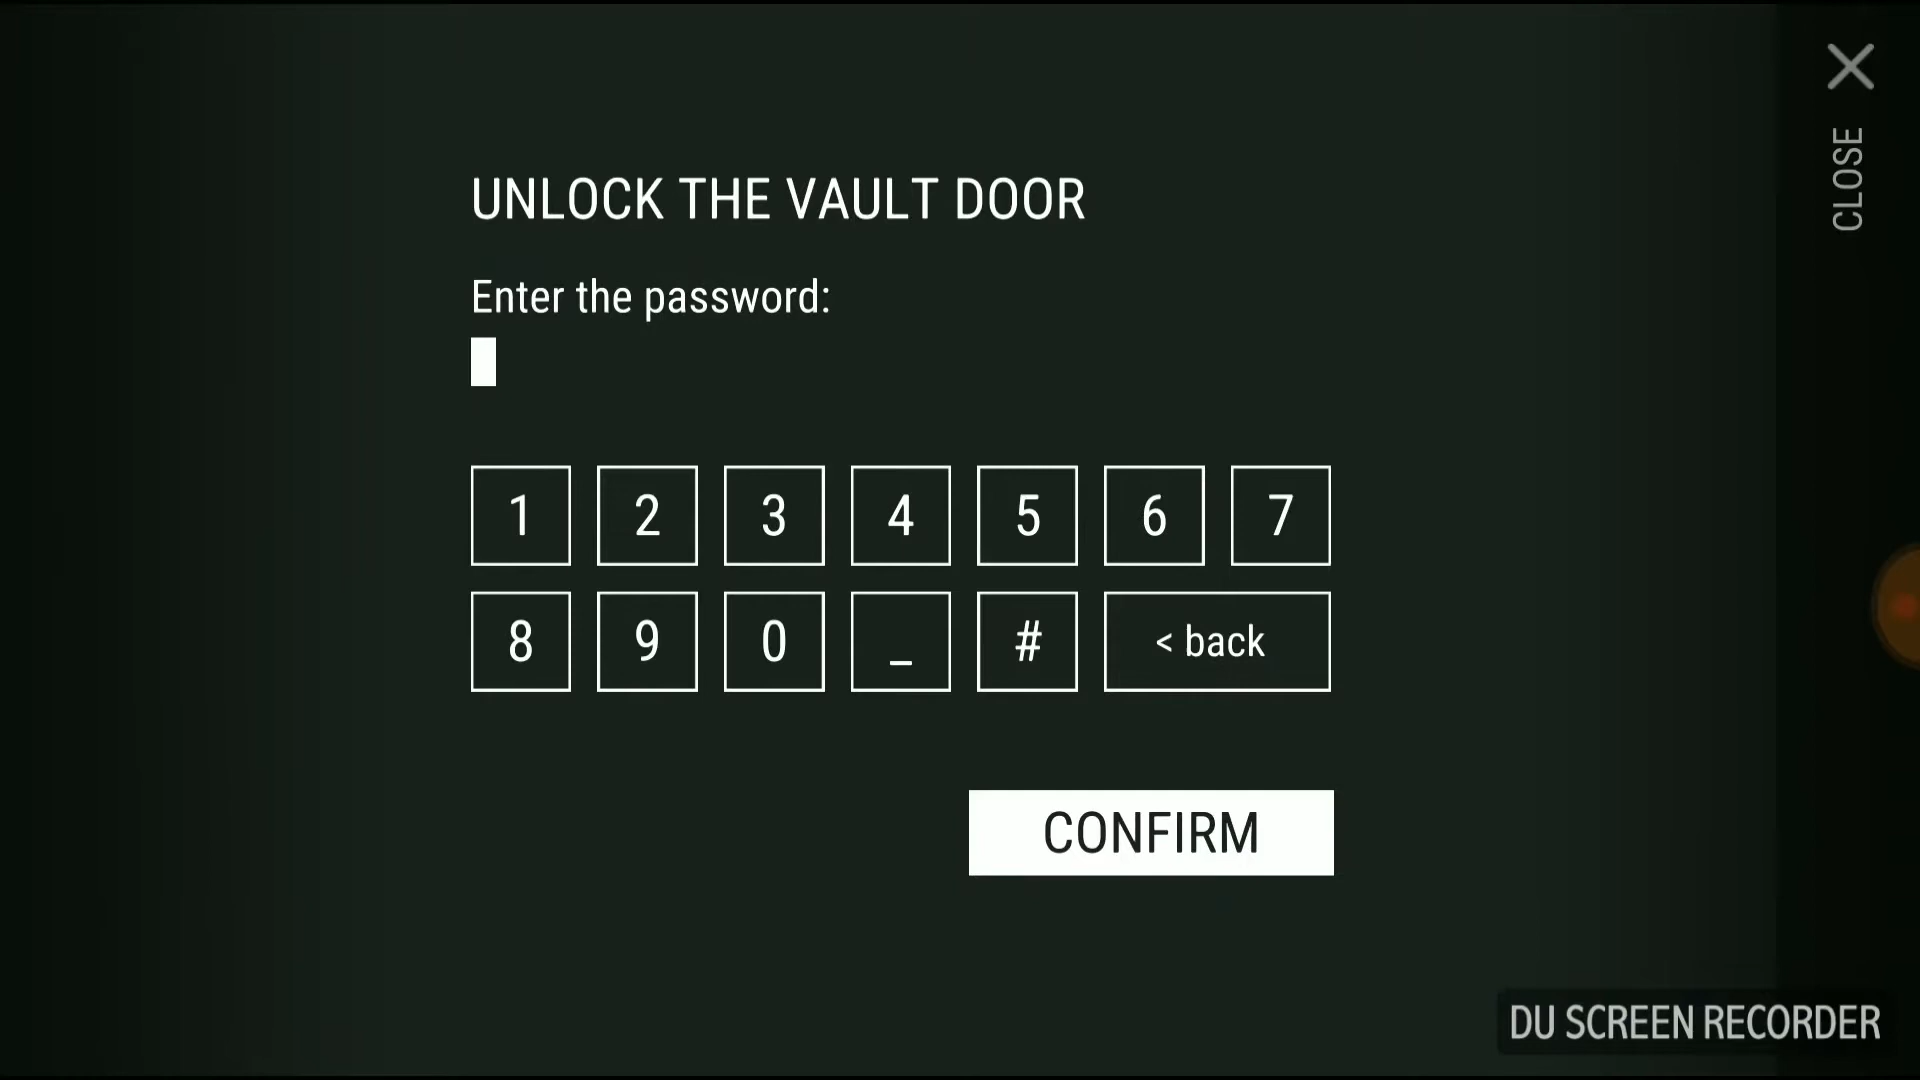 CLOSE
UNLOCK THE VAULT DOOR
Enter the password:
1 2 3 4 5 6 7
8 9 0 _ # < back
CONFIRM
DU SCREEN RECORDER